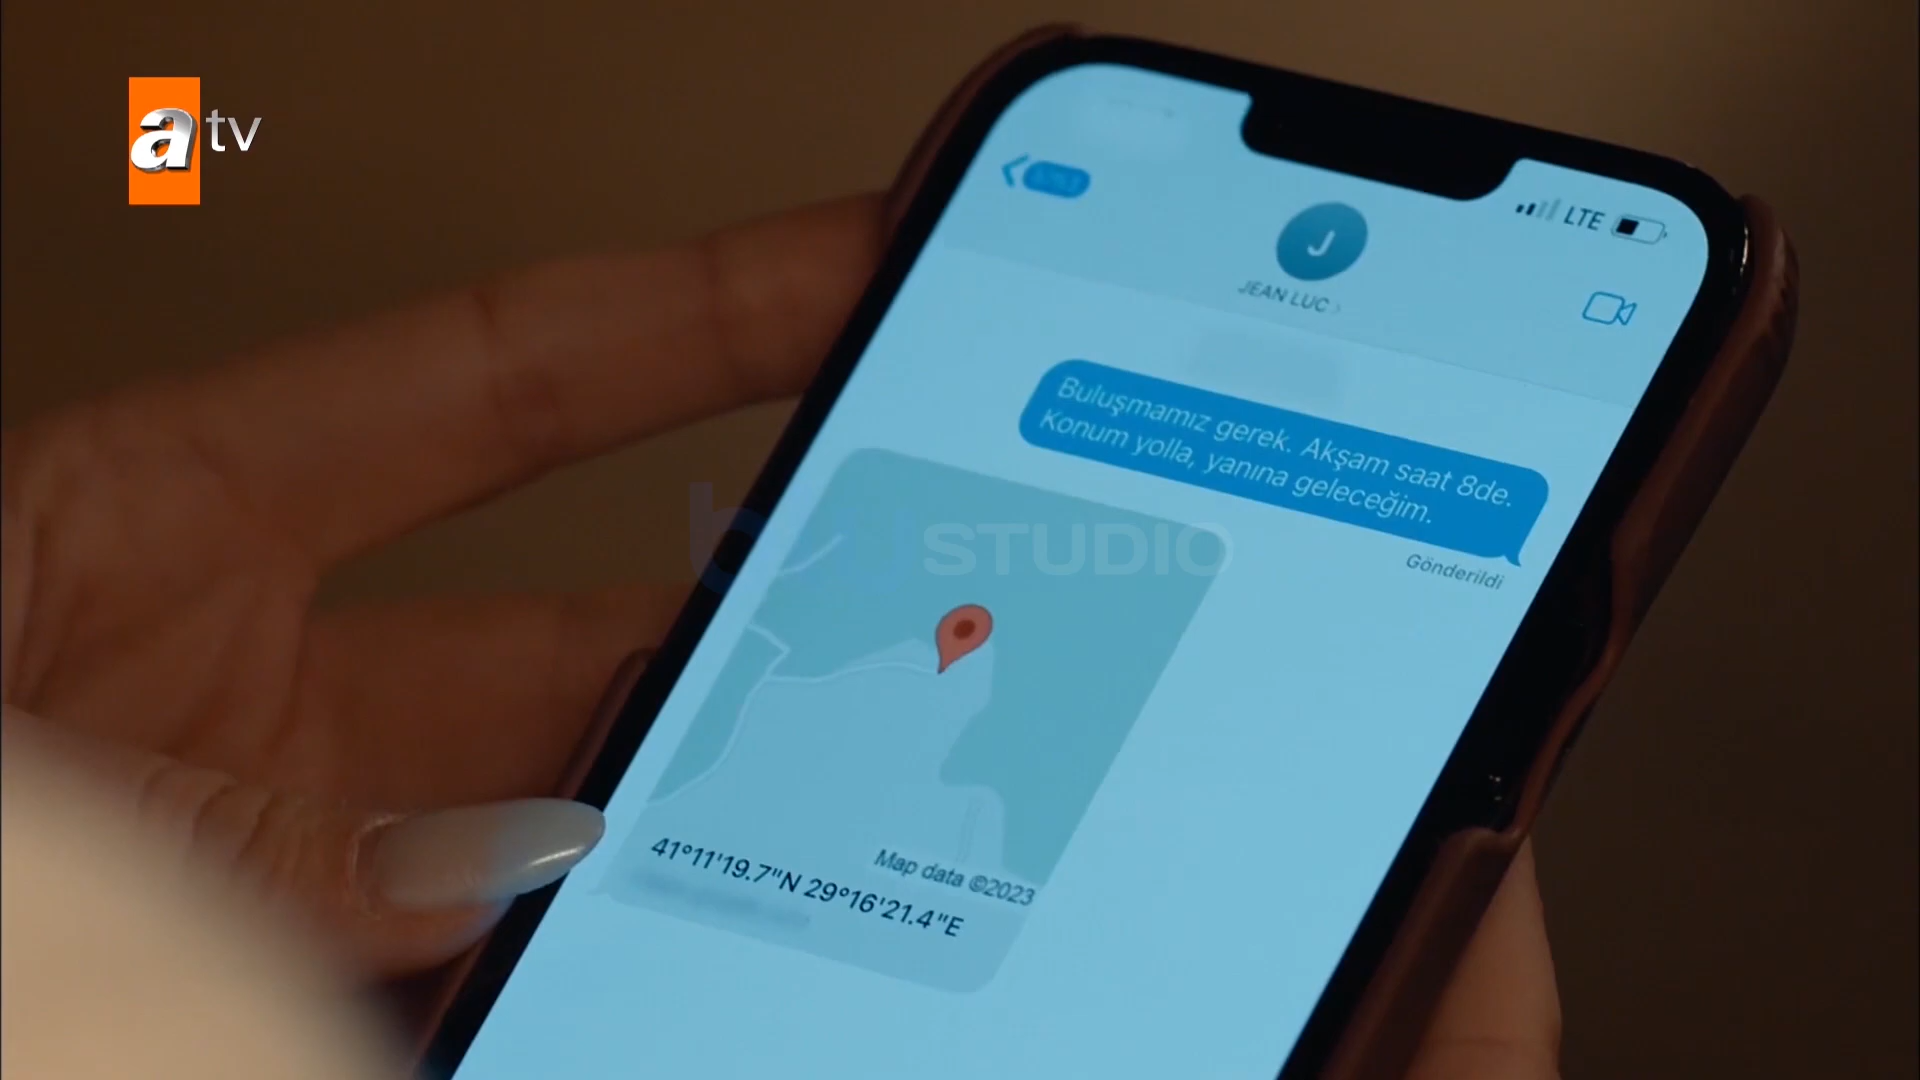 atv
LTE
J
JEAN LUC
Buluşmamız gerek. Akşam saat 8de.
Konum yolla, yanına geleceğim.
Gönderildi
STUDIO
Map data ©2023
41°11'19.7"N 29°16'21.4"E